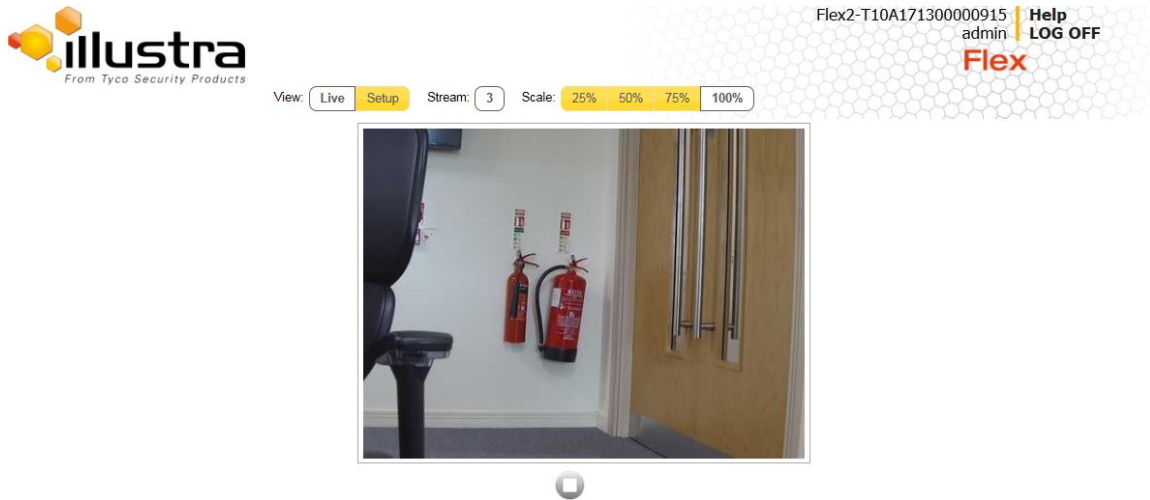 illustra
From Tyco Security Products
Flex2-T10A171300000915
Help
admin
LOG OFF
Flex
View: Live Setup Stream: 3 Scale: 25% 50% 75% 100%